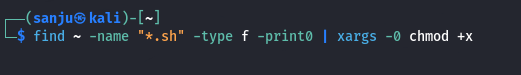 ┌──(sanju㉿kali)-[~]
└─$ find ~ -name "*.sh" -type f -print0 | xargs -0 chmod +x